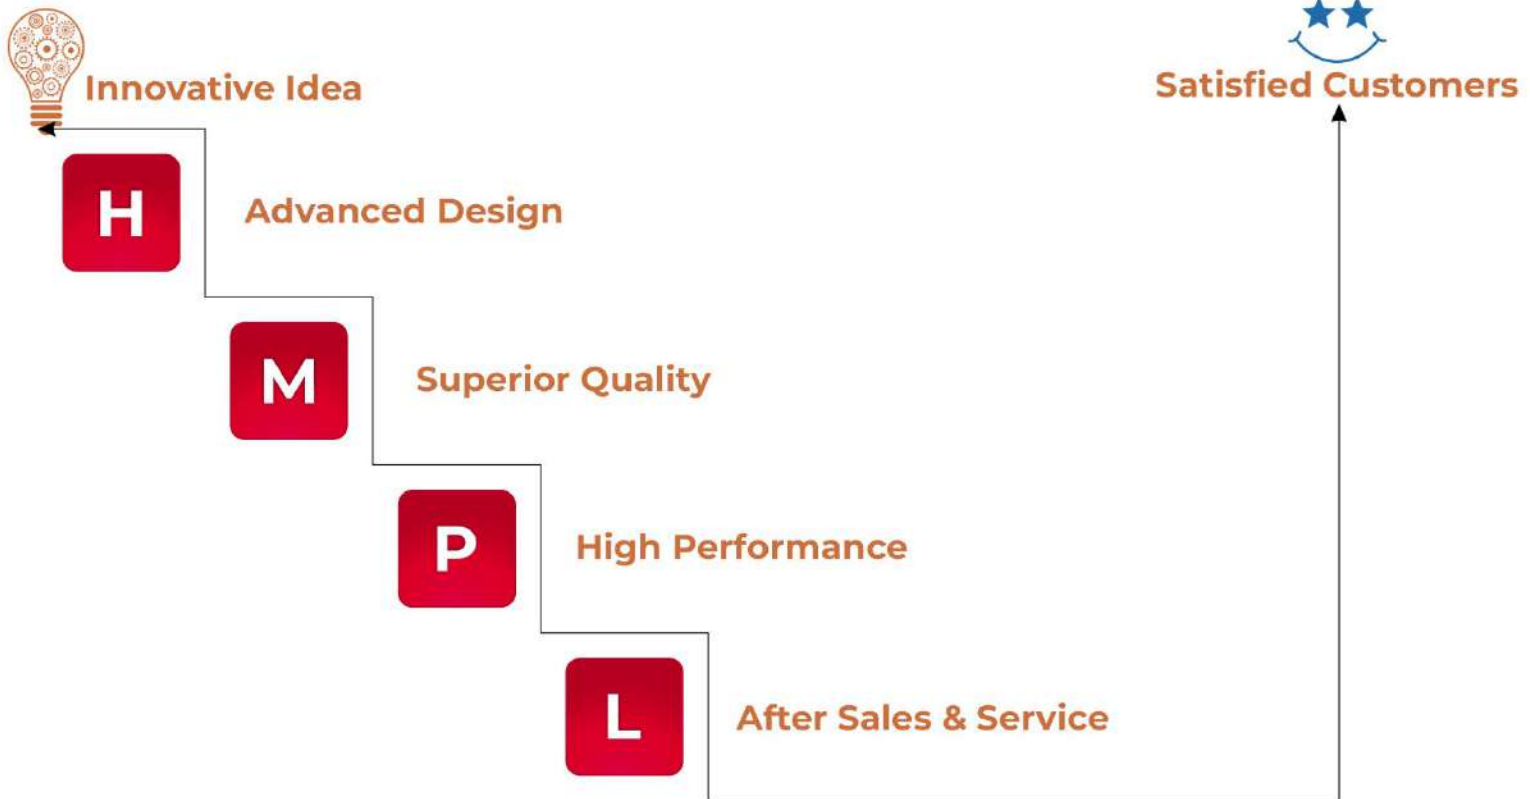 Innovative Idea
Satisfied Customers
H
Advanced Design
M
Superior Quality
P
High Performance
L
After Sales & Service